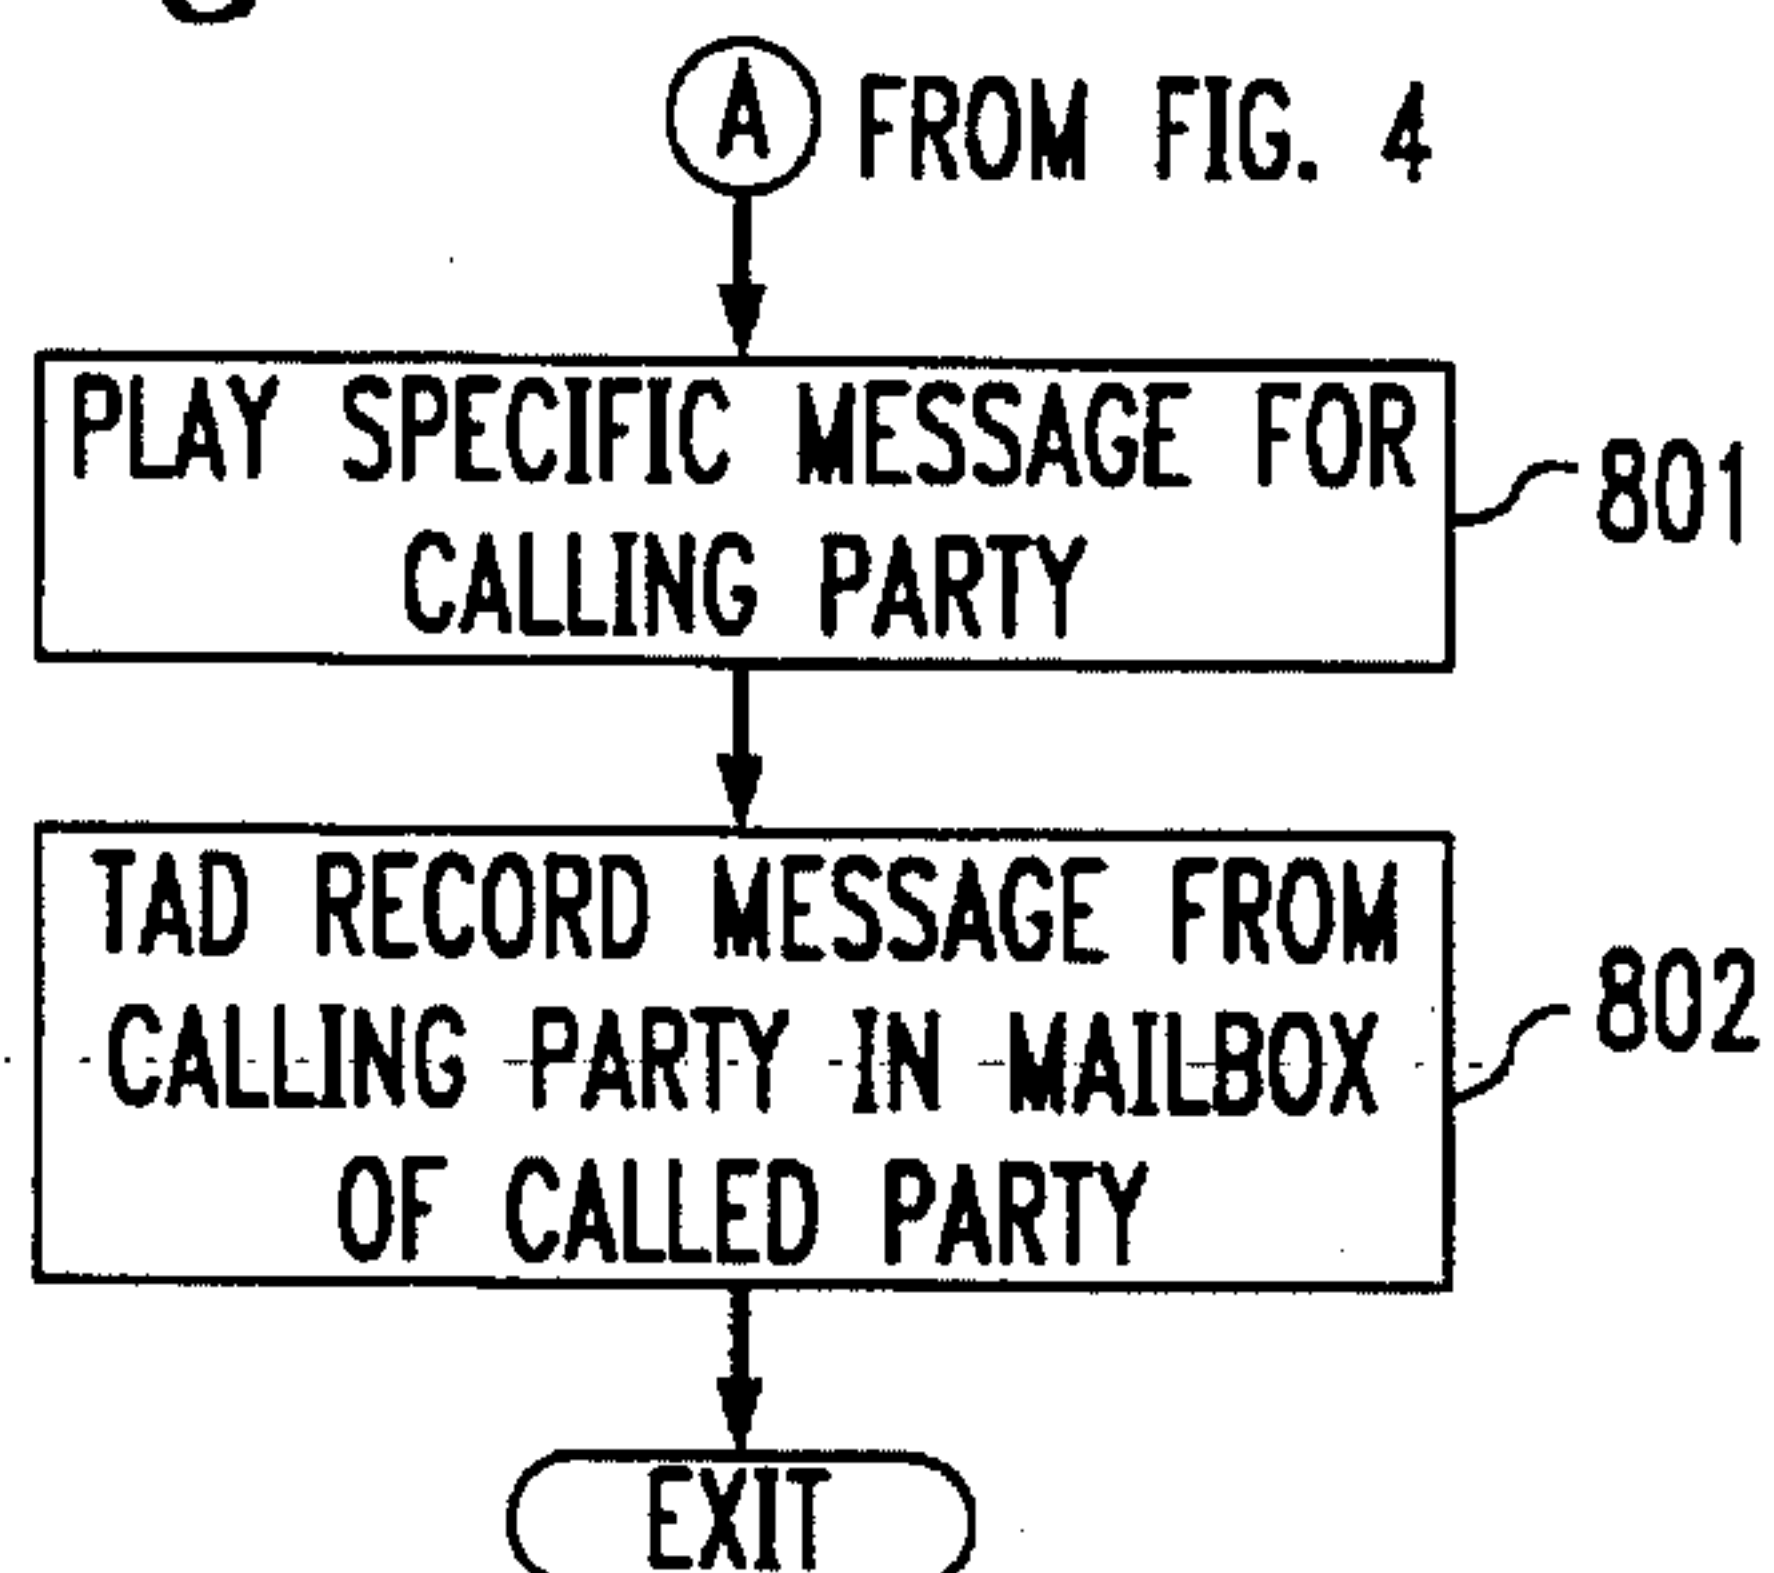 A FROM FIG. 4
PLAY SPECIFIC MESSAGE FOR
CALLING PARTY
801
TAD RECORD MESSAGE FROM
CALLING PARTY IN MAILBOX
OF CALLED PARTY
802
EXIT